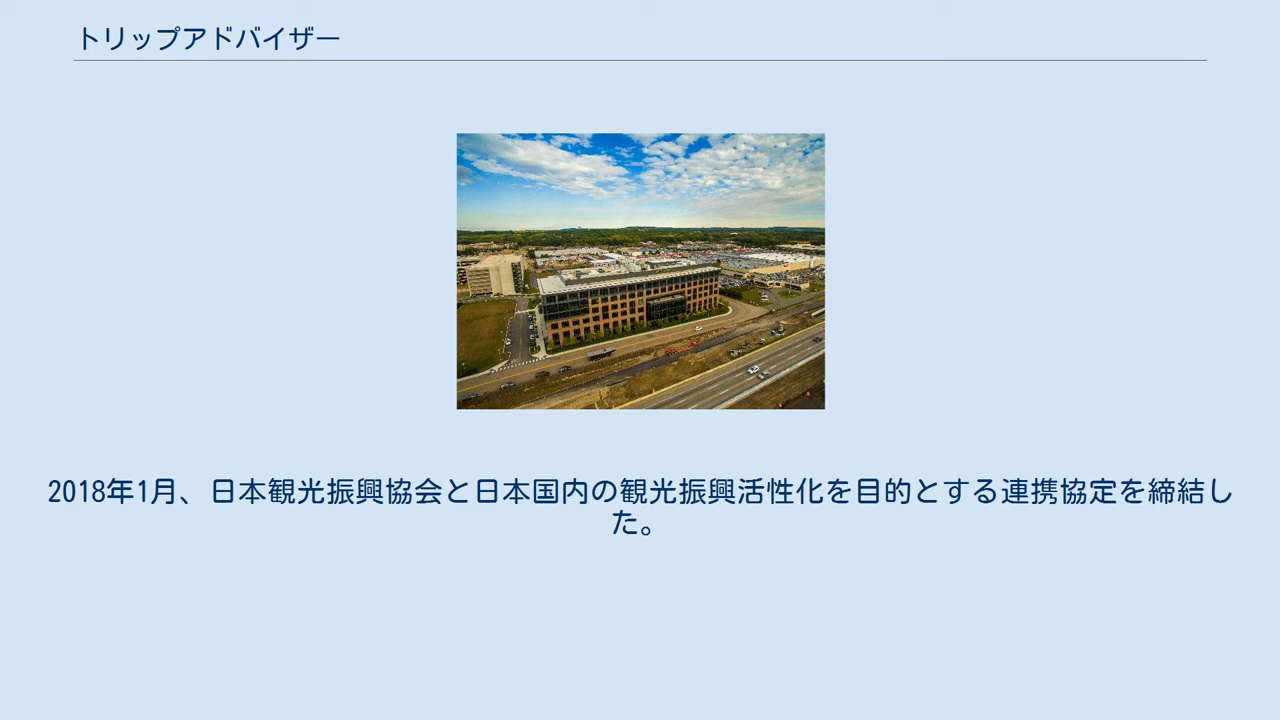 トリップアドバイザー
2018年1月、日本観光振興協会と日本国内の観光振興活性化を目的とする連携協定を締結し
た。